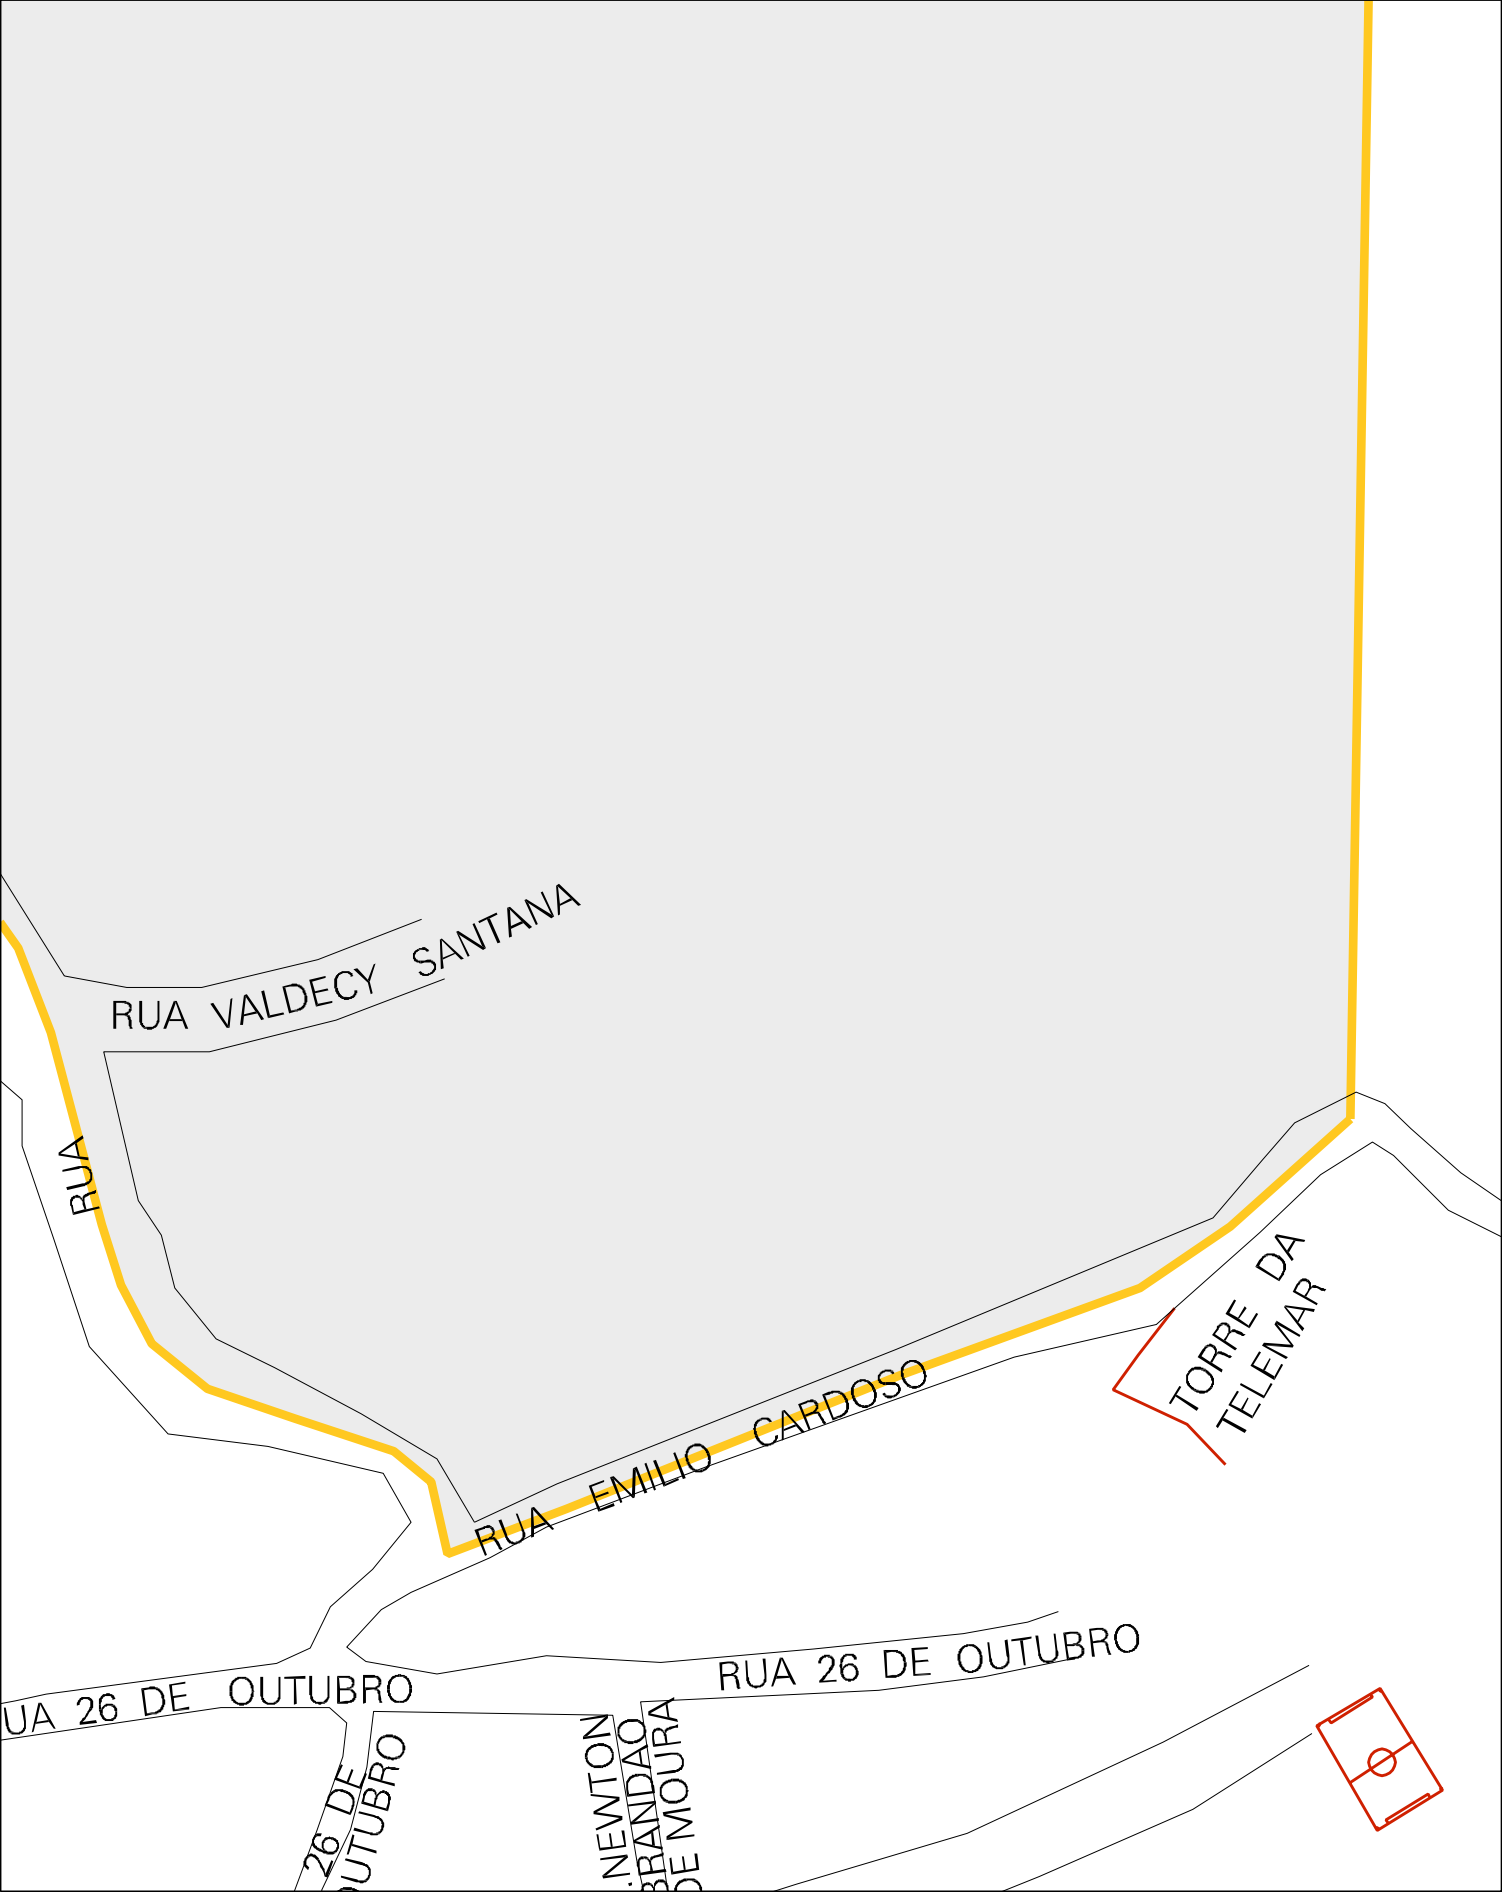 RUA VALDECY SANTANA
RUA
RUA EMILIO CARDOSO
TORRE DA
TELEMAR
RUA 26 DE OUTUBRO
UA 26 DE OUTUBRO
26 DE
OUTUBRO
.NEWTON
BRANDAO
DE MOURA